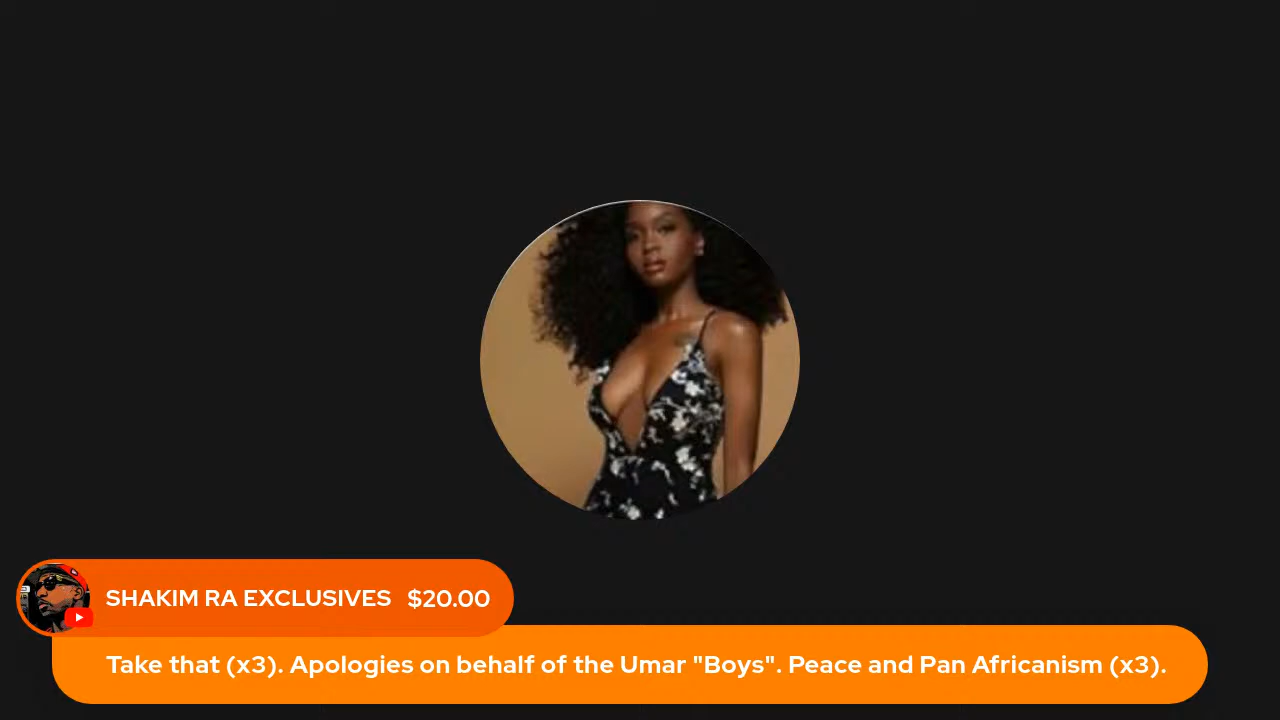 SHAKIM RA EXCLUSIVES $20.00
Take that (x3). Apologies on behalf of the Umar "Boys". Peace and Pan Africanism (x3).